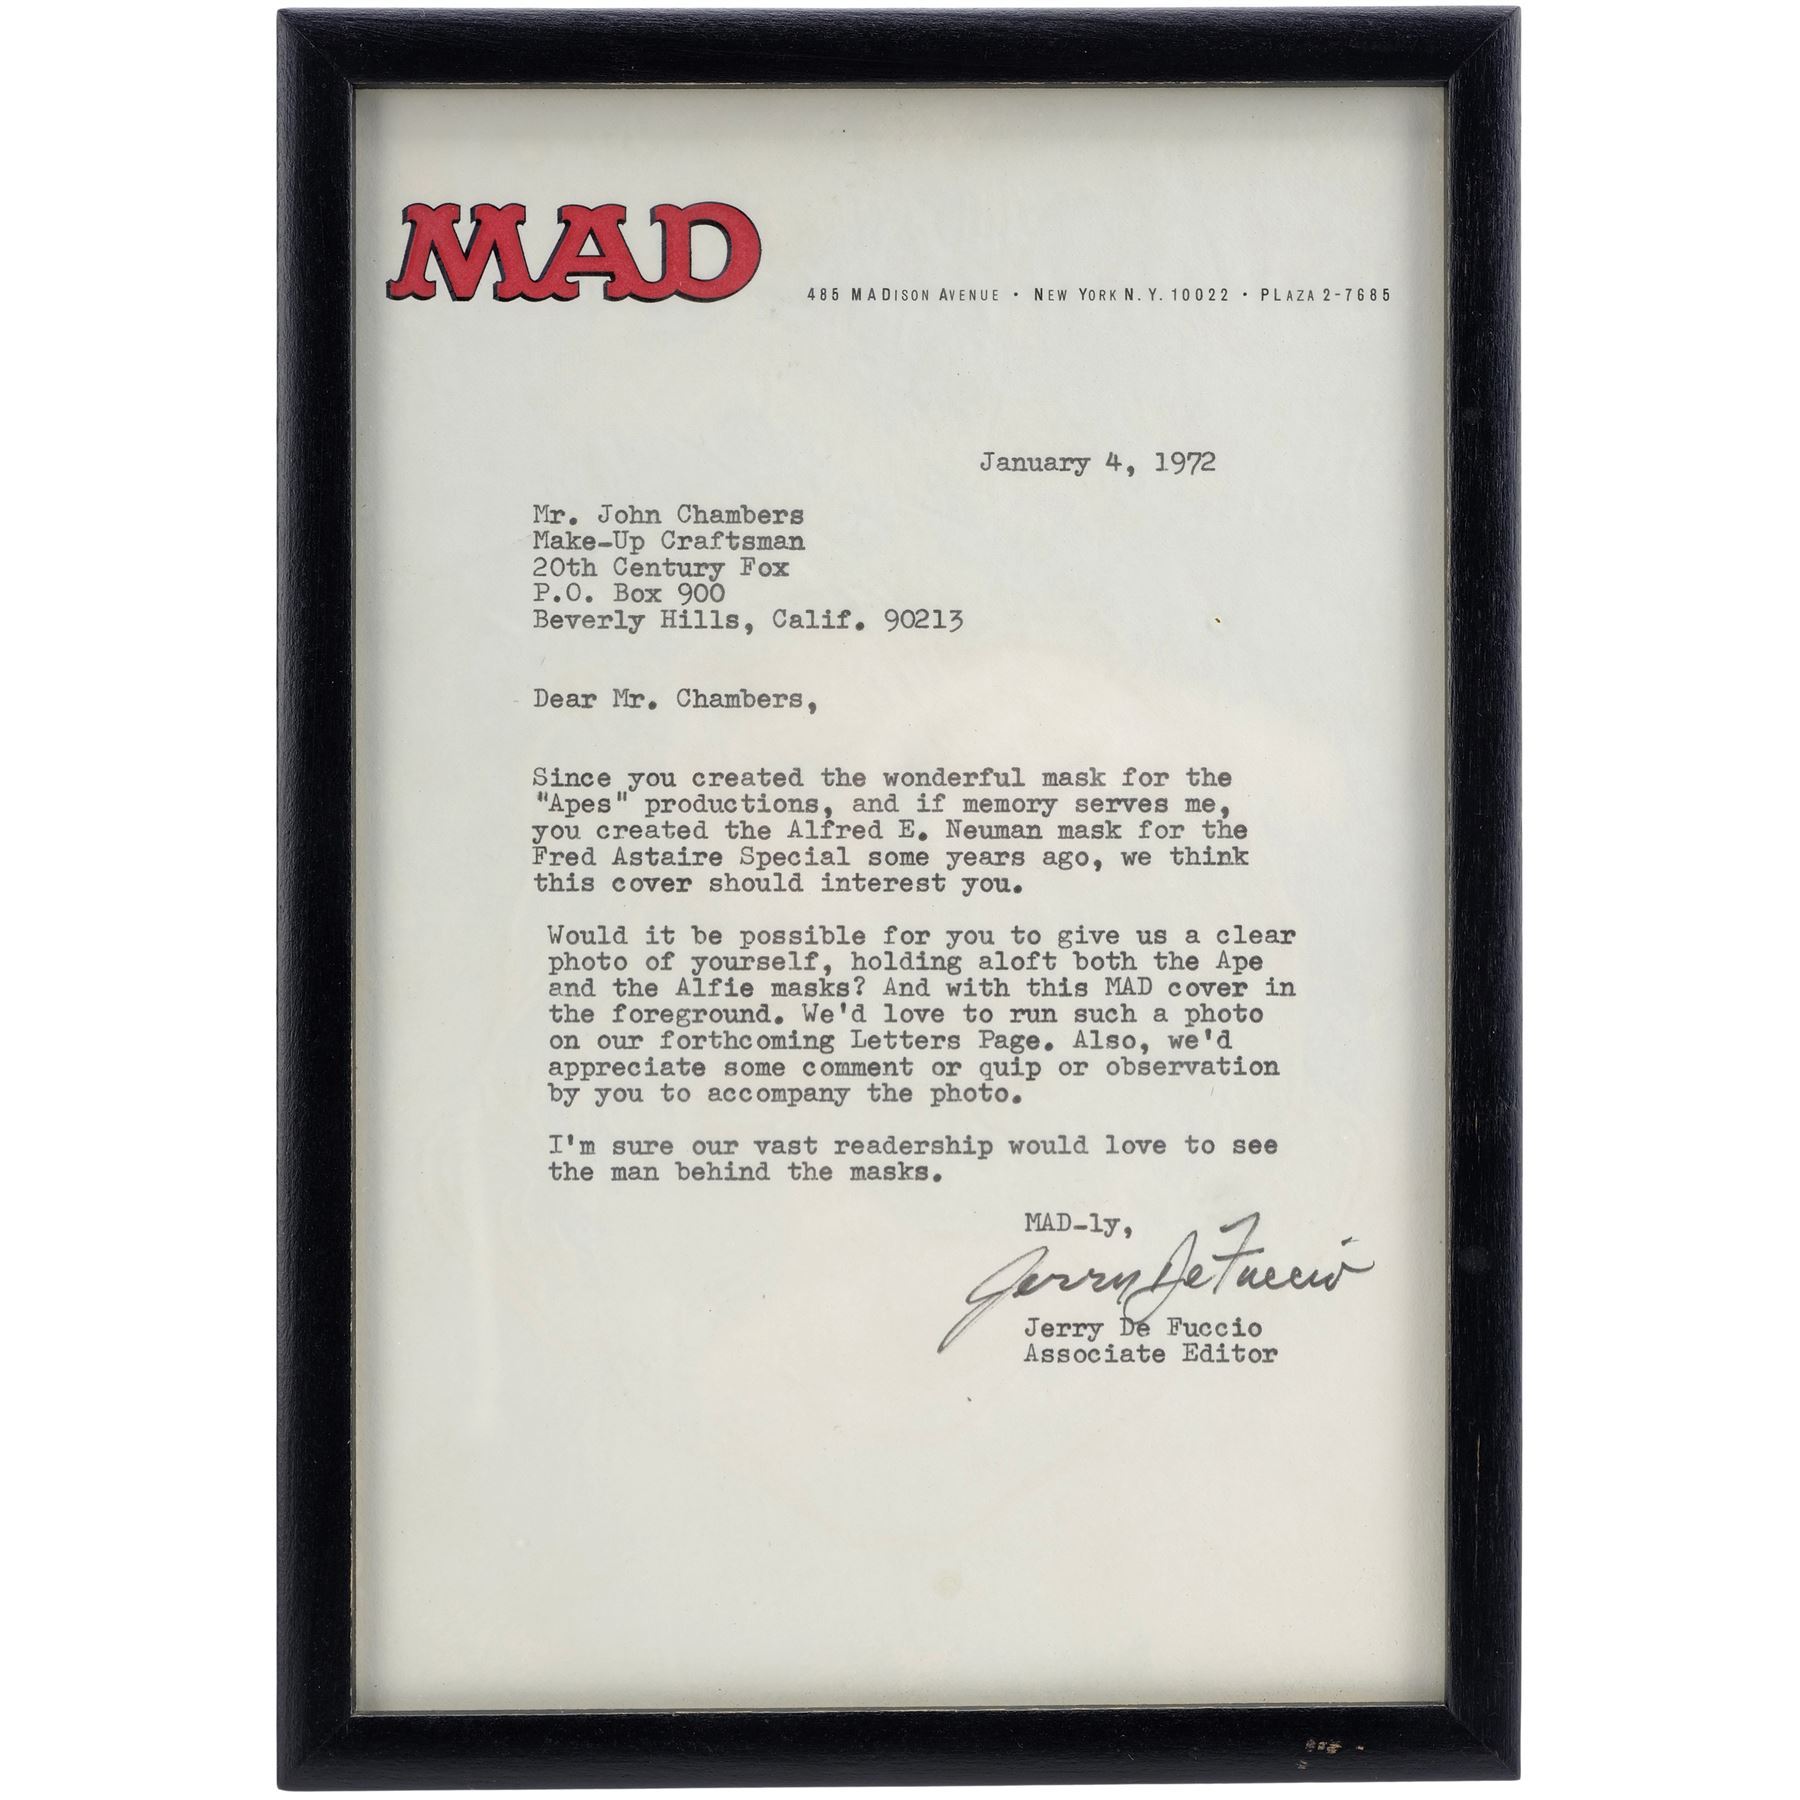 MAD
485 MADISON AVENUE · NEW YORK N.Y. 10022 · PLAZA 2-7685
January 4, 1972
Mr. John Chambers
Make-Up Craftsman
20th Century Fox
P.O. Box 900
Beverly Hills, Calif. 90213
Dear Mr. Chambers,
Since you created the wonderful mask for the
"Apes" productions, and if memory serves me,
you created the Alfred E. Neuman mask for the
Fred Astaire Special some years ago, we think
this cover should interest you.
Would it be possible for you to give us a clear
photo of yourself, holding aloft both the Ape
and the Alfie masks? And with this MAD cover in
the foreground. We'd love to run such a photo
on our forthcoming Letters Page. Also, we'd
appreciate some comment or quip or observation
by you to accompany the photo.
I'm sure our vast readership would love to see
the man behind the masks.
MAD-ly,
Jerry De Fuccio
Jerry De Fuccio
Associate Editor